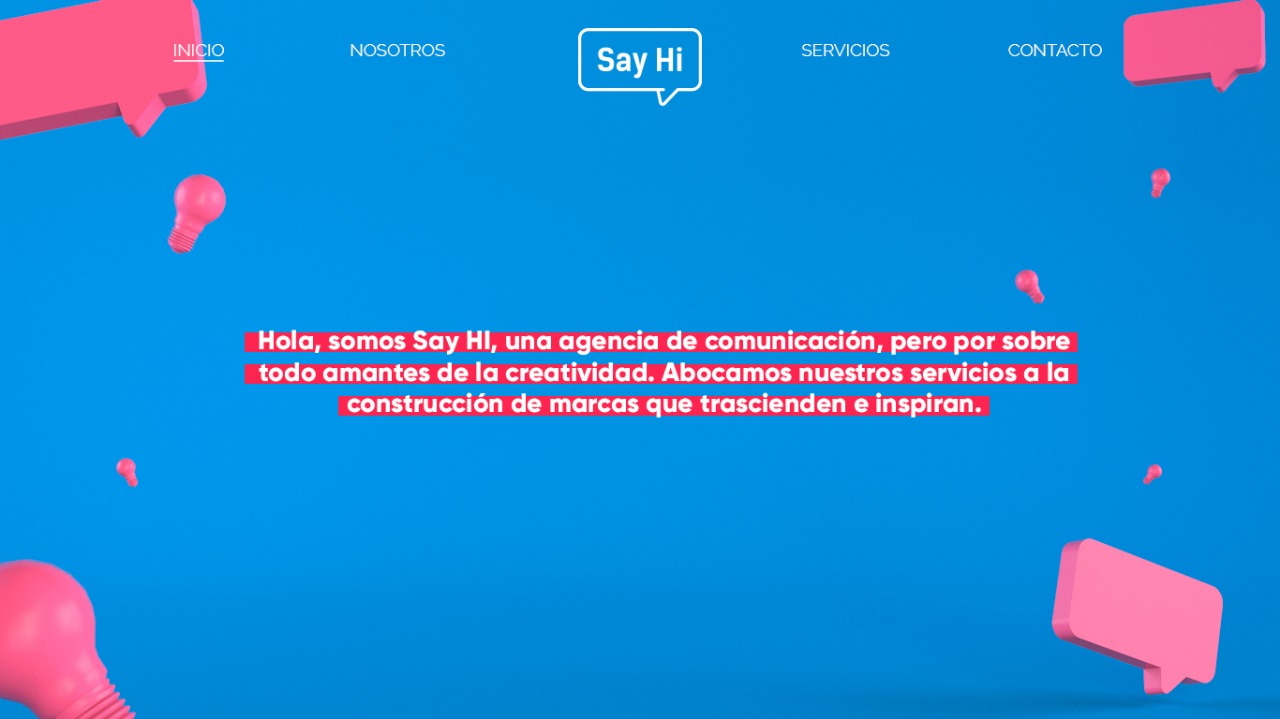 INICIO
NOSOTROS
Say Hi
SERVICIOS
CONTACTO
Hola, somos Say HI, una agencia de comunicación, pero por sobre
todo amantes de la creatividad. Abocamos nuestros servicios a la
construcción de marcas que trascienden e inspiran.